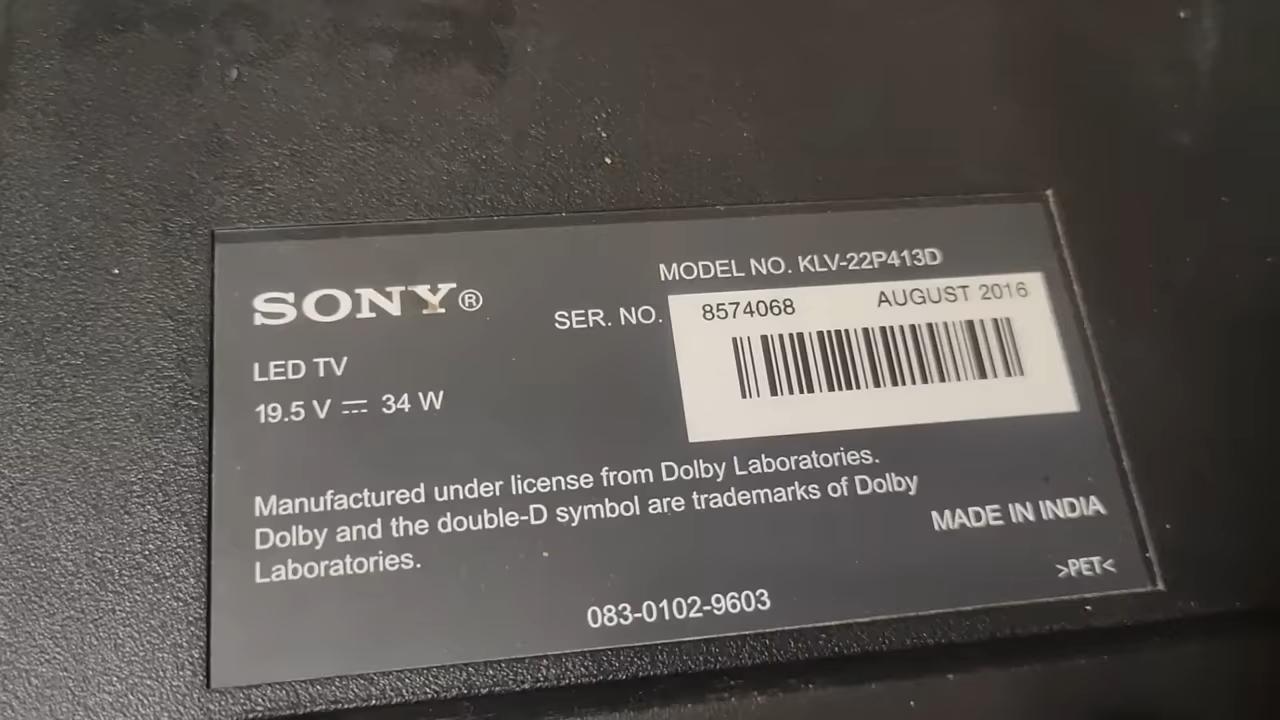 SONY®
MODEL NO. KLV-22P413D
SER. NO. 8574068 AUGUST 2016
LED TV
19.5 V ⎓ 34 W
Manufactured under license from Dolby Laboratories.
Dolby and the double-D symbol are trademarks of Dolby
Laboratories.
MADE IN INDIA
>PET<
083-0102-9603